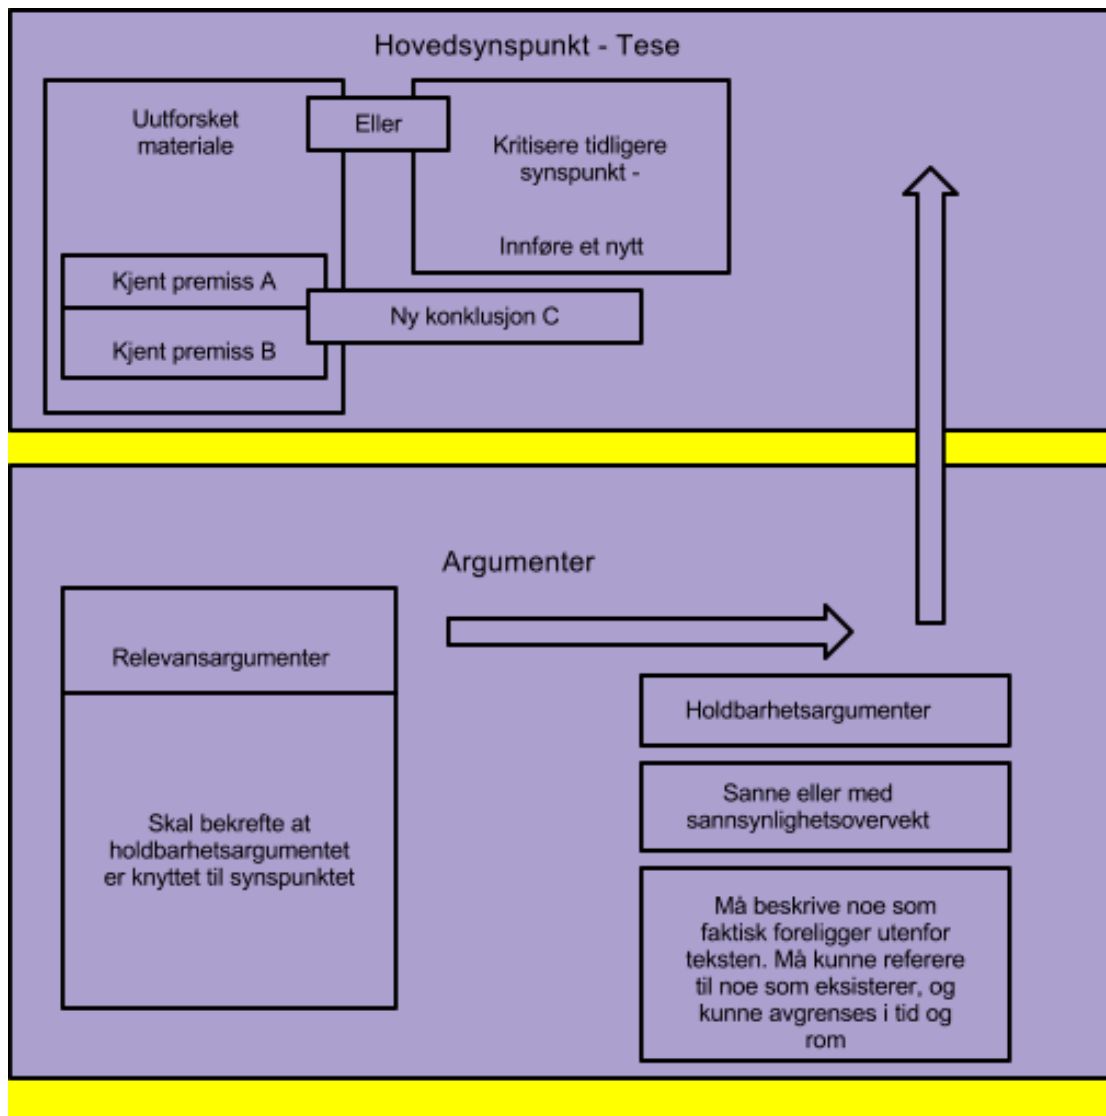 Hovedsynspunkt - Tese
Uutforsket
materiale
Eller
Kritisere tidligere
synspunkt -
Innføre et nytt
Kjent premiss A
Ny konklusjon C
Kjent premiss B
Argumenter
Relevansargumenter
Skal bekrefte at
holdbarhetsargumentet
er knyttet til synspunktet
Holdbarhetsargumenter
Sanne eller med
sannsynlighetsovervekt
Må beskrive noe som
faktisk foreligger utenfor
teksten. Må kunne referere
til noe som eksisterer, og
kunne avgrenses i tid og
rom